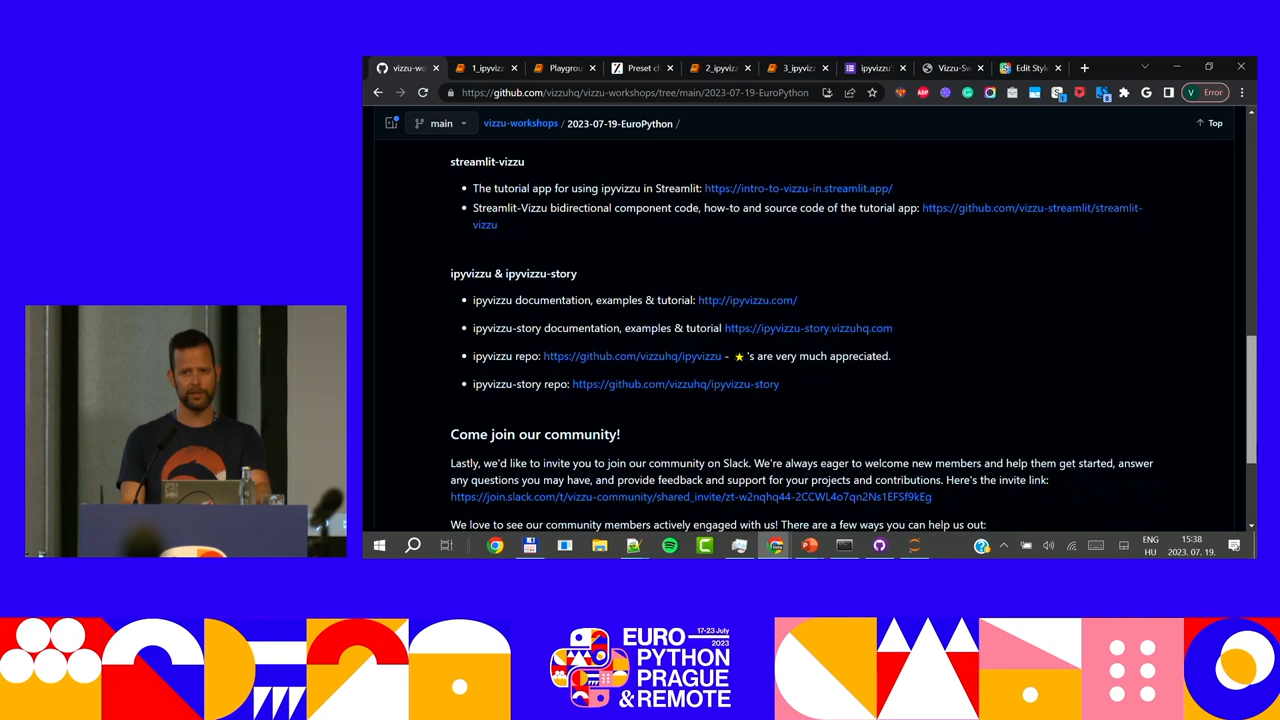 vizzu-wo
1_ipyviz
Playgrou
Preset ch
2_ipyviz
3_ipyviz
ipyvizzu
Vizzu-Sw
Edit Style
https://github.com/vizzuhq/vizzu-workshops/tree/main/2023-07-19-EuroPython
V Error
main
vizzu-workshops / 2023-07-19-EuroPython /
Top
streamlit-vizzu
• The tutorial app for using ipyvizzu in Streamlit: https://intro-to-vizzu-in.streamlit.app/
• Streamlit-Vizzu bidirectional component code, how-to and source code of the tutorial app: https://github.com/vizzu-streamlit/streamlit-
vizzu
ipyvizzu & ipyvizzu-story
• ipyvizzu documentation, examples & tutorial: http://ipyvizzu.com/
• ipyvizzu-story documentation, examples & tutorial https://ipyvizzu-story.vizzuhq.com
• ipyvizzu repo: https://github.com/vizzuhq/ipyvizzu - ⭐ 's are very much appreciated.
• ipyvizzu-story repo: https://github.com/vizzuhq/ipyvizzu-story
Come join our community!
Lastly, we'd like to invite you to join our community on Slack. We're always eager to welcome new members and help them get started, answer
any questions you may have, and provide feedback and support for your projects and contributions. Here's the invite link:
https://join.slack.com/t/vizzu-community/shared_invite/zt-w2nqhq44-2CCWL4o7qn2Ns1EFSf9kEg
We love to see our community members actively engaged with us! There are a few ways you can help us out:
ENG
HU
15:38
2023. 07. 19.
17-23 July
2023
EURO
PYTHON
PRAGUE
& REMOTE